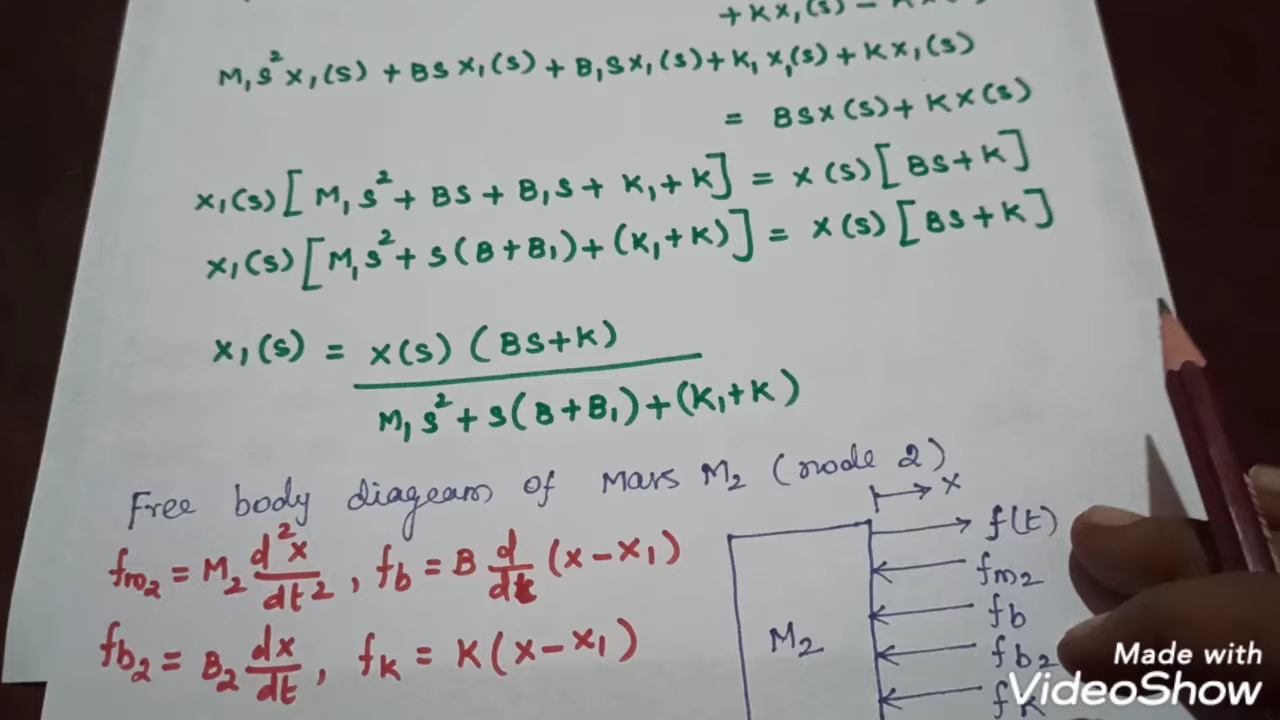 + K X₁(s) -
M₁s²X₁(s) + BSX₁(s) + B₁SX₁(s) + K₁X₁(s) + KX₁(s)
= BSX(s) + KX(s)
X₁(s) [M₁s² + BS + B₁S + K₁ + K] = X(s) [BS + K]
X₁(s) [M₁s² + S(B + B₁) + (K₁ + K)] = X(s) [BS + K]
X₁(s) = X(s) (BS + K)
M₁s² + S(B + B₁) + (K₁ + K)
Free body diagram of Mass M₂ (node 2)
x
f(t)
fm₂ = M₂ d²x/dt² , fb = B d/dt (x - x₁)
fm₂
fb
fb₂ = B₂ dx/dt , fk = K(x - x₁)
M₂
fb₂
fk
Made with
VideoShow